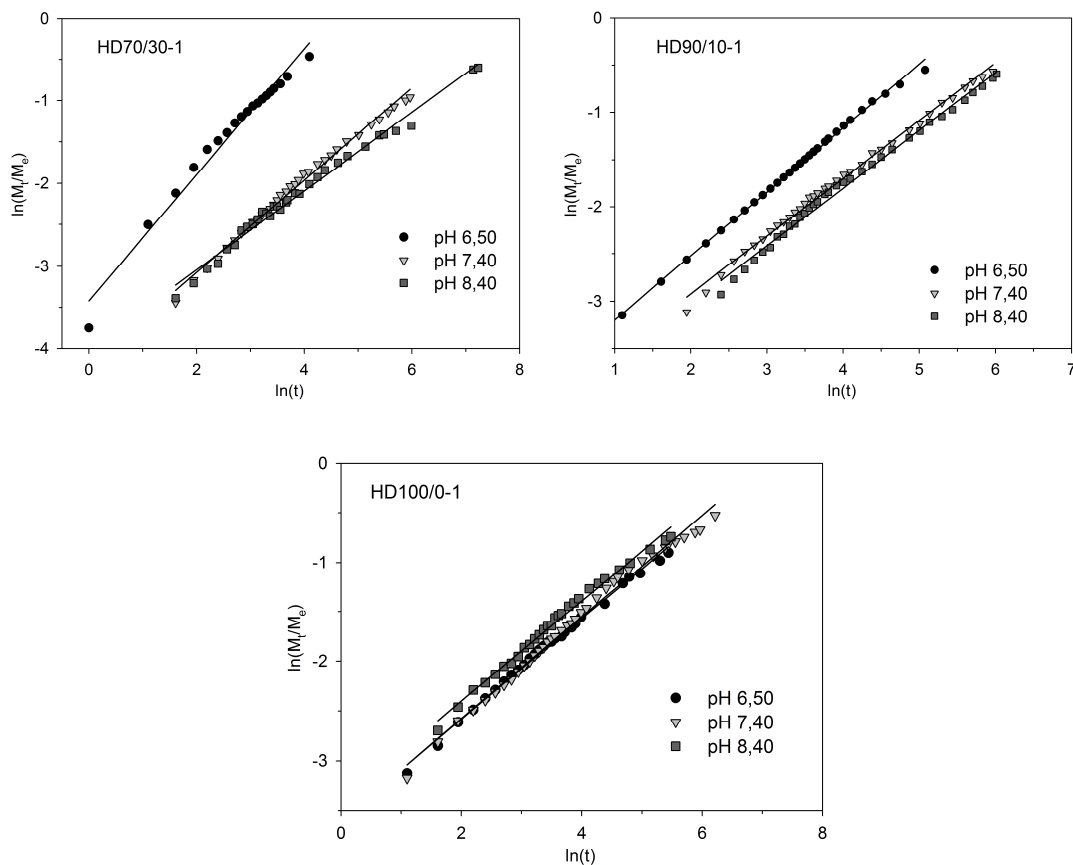 HD70/30-1
0
-1
-2
-3
-4
ln(Mt/Me)
pH 6,50
pH 7,40
pH 8,40
0 2 4 6 8
ln(t)
HD90/10-1
0
-1
-2
-3
ln(Mt/Me)
pH 6,50
pH 7,40
pH 8,40
1 2 3 4 5 6 7
ln(t)
HD100/0-1
0
-1
-2
-3
ln(Mt/Me)
pH 6,50
pH 7,40
pH 8,40
0 2 4 6 8
ln(t)